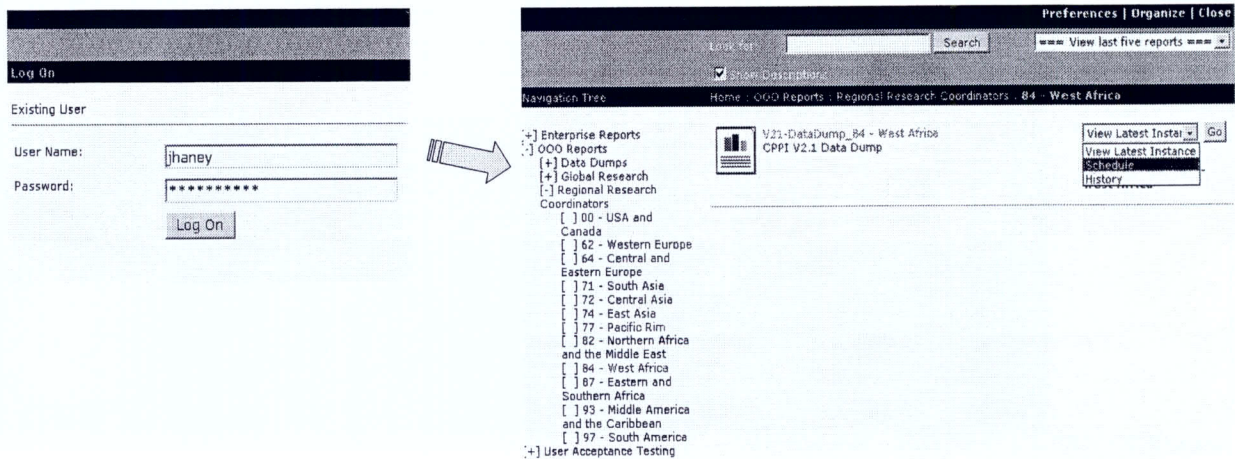 Log On
Existing User
User Name:
jhaney
Password:
**********
Log On
Preferences | Organize | Close
Look for:
Search
=== View last five reports ===
Show Descriptions
Navigation Tree
Home : OOO Reports : Regional Research Coordinators : 84 - West Africa
[+] Enterprise Reports
[-] OOO Reports
[+] Data Dumps
[+] Global Research
[-] Regional Research
Coordinators
[ ] 00 - USA and
Canada
[ ] 62 - Western Europe
[ ] 64 - Central and
Eastern Europe
[ ] 71 - South Asia
[ ] 72 - Central Asia
[ ] 74 - East Asia
[ ] 77 - Pacific Rim
[ ] 82 - Northern Africa
and the Middle East
[ ] 84 - West Africa
[ ] 87 - Eastern and
Southern Africa
[ ] 93 - Middle America
and the Caribbean
[ ] 97 - South America
[+] User Acceptance Testing
V21-DataDump_84 - West Africa
CPPI V2.1 Data Dump
View Latest Instar
Go
View Latest Instance
Schedule
History
West Africa